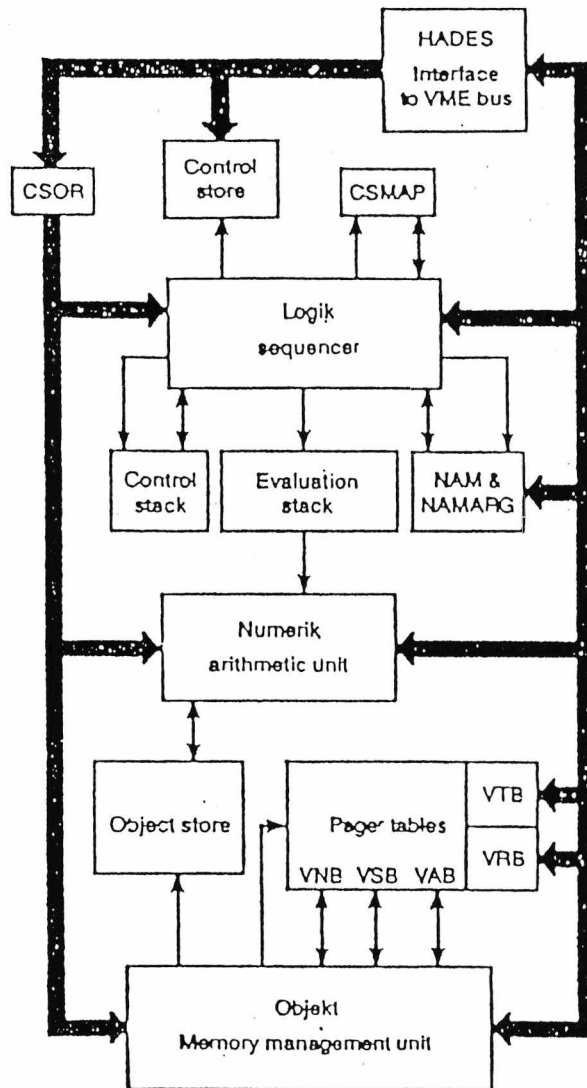 HADES
Interface
to VME bus
Control
store
CSOR
CSMAP
Logik
sequencer
Control
stack
Evaluation
stack
NAM &
NAMARG
Numerik
arithmetic unit
Object store
Pager tables
VTB
VRB
VNB VSB VAB
Objekt
Memory management unit